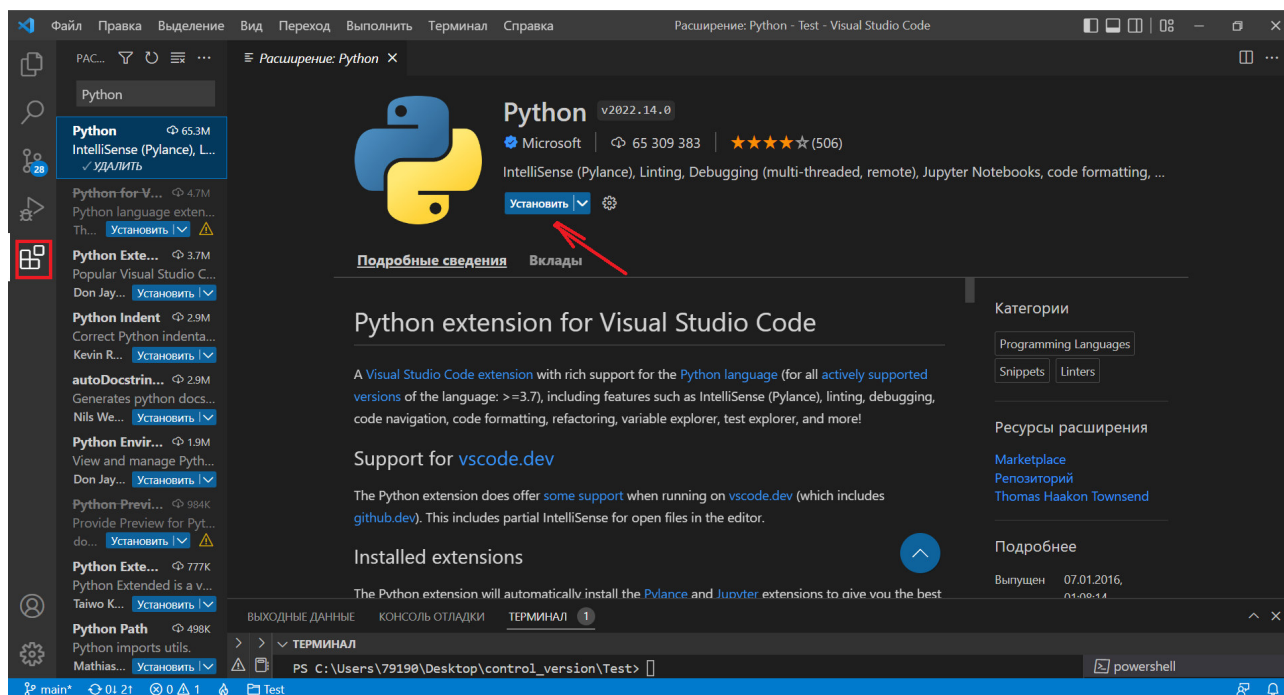 Файл Правка Выделение Вид Переход Выполнить Терминал Справка Расширение: Python - Test - Visual Studio Code
РАС...
Расширение: Python
Python
Python 65.3M
IntelliSense (Pylance), L...
✓ УДАЛИТЬ
28
Python for V... 4.7M
Python language exten...
Th... Установить
Python Exte... 3.7M
Popular Visual Studio C...
Don Jay... Установить
Python Indent 2.9M
Correct Python indenta...
Kevin R... Установить
autoDocstrin... 2.9M
Generates python docs...
Nils We... Установить
Python Envir... 1.9M
View and manage Pyth...
Don Jay... Установить
Python Previ... 984K
Provide Preview for Pyt...
do... Установить
Python Exte... 777K
Python Extended is a v...
Taiwo K... Установить
Python Path 498K
Python imports utils.
Mathias... Установить
Python v2022.14.0
Microsoft 65 309 383 ★★★★☆ (506)
IntelliSense (Pylance), Linting, Debugging (multi-threaded, remote), Jupyter Notebooks, code formatting, ...
Установить
Подробные сведения Вклады
Python extension for Visual Studio Code
A Visual Studio Code extension with rich support for the Python language (for all actively supported
versions of the language: >=3.7), including features such as IntelliSense (Pylance), linting, debugging,
code navigation, code formatting, refactoring, variable explorer, test explorer, and more!
Support for vscode.dev
The Python extension does offer some support when running on vscode.dev (which includes
github.dev). This includes partial IntelliSense for open files in the editor.
Installed extensions
The Python extension will automatically install the Pylance and Jupyter extensions to give you the best
Категории
Programming Languages
Snippets Linters
Ресурсы расширения
Marketplace
Репозиторий
Thomas Haakon Townsend
Подробнее
Выпущен 07.01.2016,
01:08:14
ВЫХОДНЫЕ ДАННЫЕ КОНСОЛЬ ОТЛАДКИ ТЕРМИНАЛ 1
ТЕРМИНАЛ
PS C:\Users\79190\Desktop\control_version\Test>
powershell
main* 0↓ 2↑ 0 1 Test